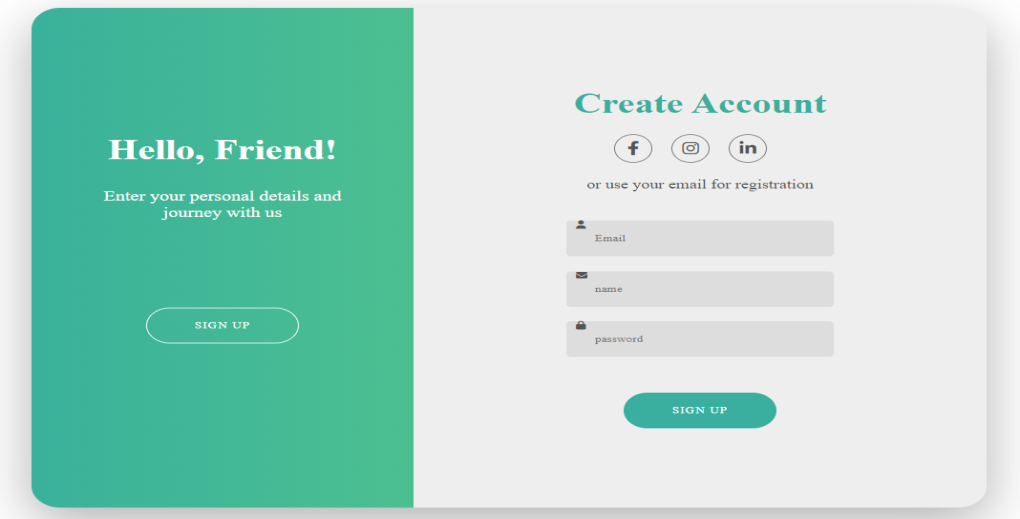 Hello, Friend!
Enter your personal details and
journey with us
SIGN UP
Create Account
or use your email for registration
Email
name
password
SIGN UP